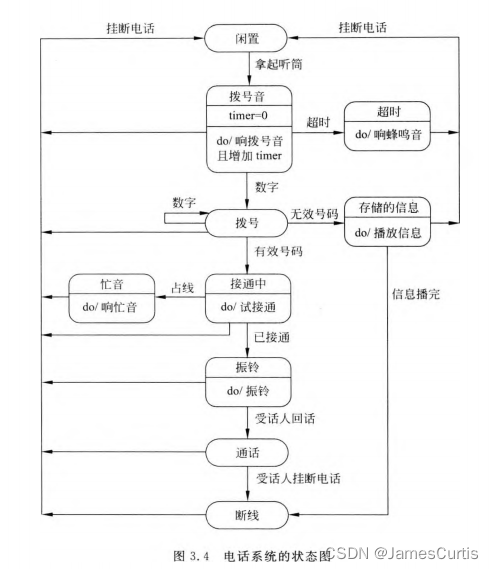 挂断电话
闲置
挂断电话
拿起听筒
拨号音
timer=0
do/ 响拨号音
且增加 timer
超时
超时
do/ 响蜂鸣音
数字
数字
拨号
无效号码
存储的信息
do/ 播放信息
有效号码
忙音
do/ 响忙音
占线
接通中
do/ 试接通
信息播完
已接通
振铃
do/ 振铃
受话人回话
通话
受话人挂断电话
断线
图 3.4 电话系统的状态图
CSDN @JamesCurtis